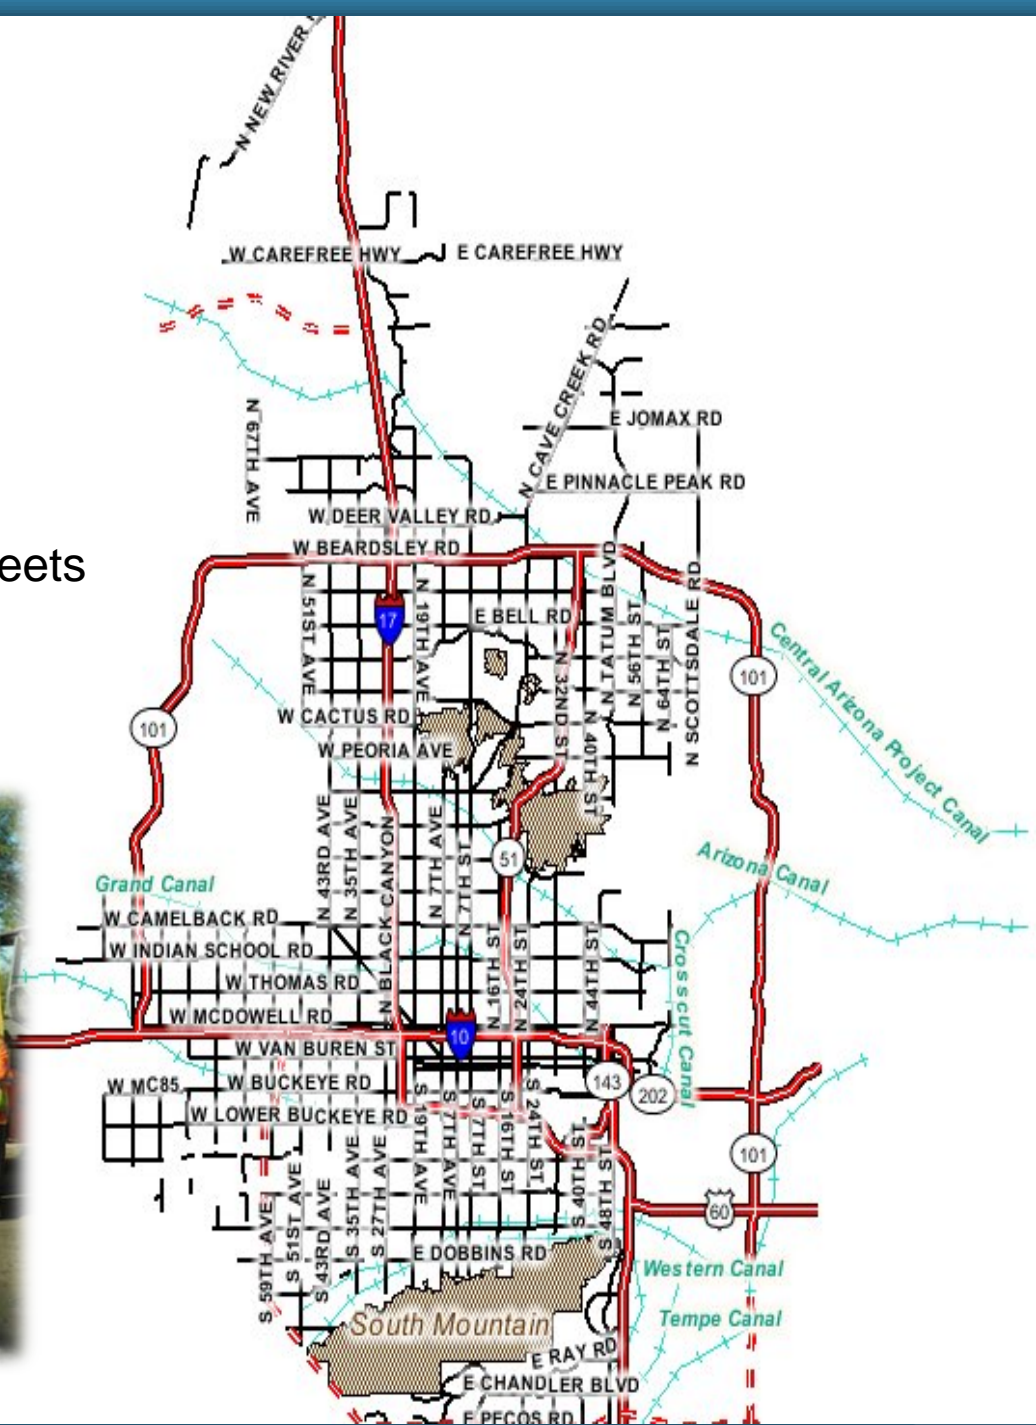 N NEW RIVER
W CAREFREE HWY
E CAREFREE HWY
N CAVE CREEK RD
N 67TH AVE
E JOMAX RD
E PINNACLE PEAK RD
W DEER VALLEY RD
W BEARDSLEY RD
eets
N 51ST AVE
17
N 19TH AVE
E BELL RD
N 32ND ST
N TATUM BLVD
N 56TH ST
N 64TH ST
N SCOTTSDALE RD
101
Central Arizona Project Canal
W CACTUS RD
101
W PEORIA AVE
N 40TH ST
N 43RD AVE
N 35TH AVE
N BLACK CANYON
N 7TH AVE
N 7TH ST
51
Arizona Canal
Grand Canal
W CAMELBACK RD
W INDIAN SCHOOL RD
W THOMAS RD
W MCDOWELL RD
N 16TH ST
N 24TH ST
N 44TH ST
Crosscut Canal
10
W VAN BUREN ST
W MC85
W BUCKEYE RD
143
202
W LOWER BUCKEYE RD
S 19TH AVE
S 7TH AVE
S 7TH ST
S 16TH ST
S 24TH ST
101
S 59TH AVE
S 51ST AVE
S 43RD AVE
S 35TH AVE
S 27TH AVE
S 40TH ST
S 48TH ST
60
E DOBBINS RD
Western Canal
South Mountain
Tempe Canal
E RAY RD
E CHANDLER BLVD
E PECOS RD